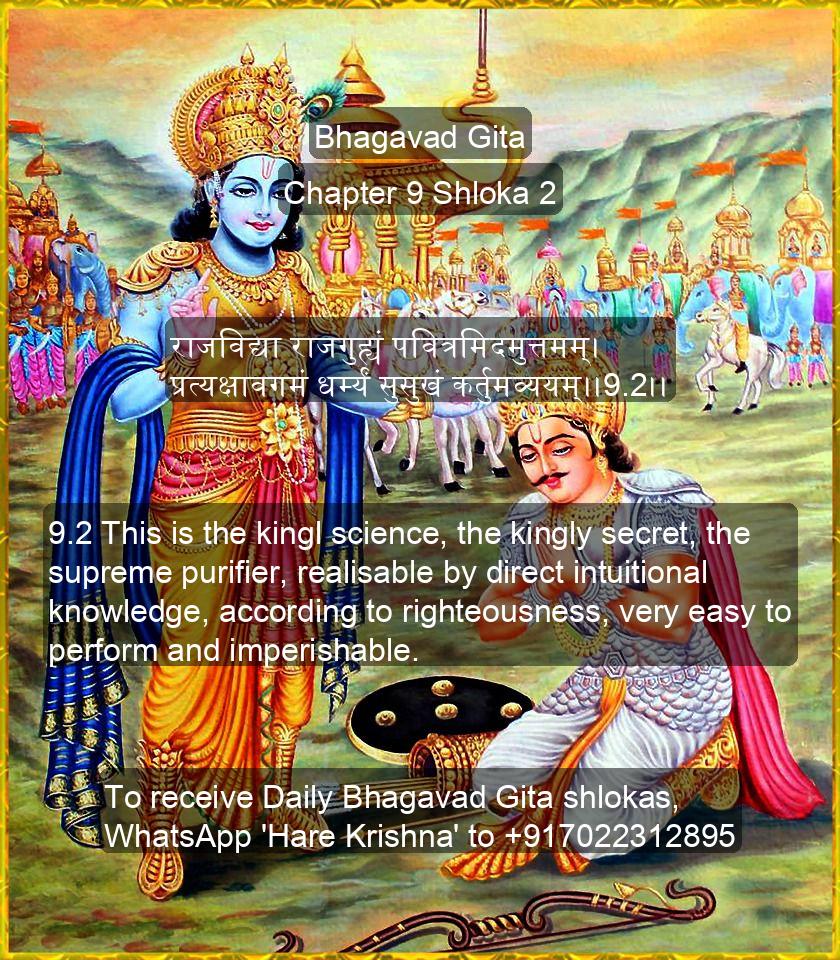 Bhagavad Gita
Chapter 9 Shloka 2
राजविद्या राजगुह्यं पवित्रमिदमुत्तमम्।
प्रत्यक्षावगमं धर्म्यं सुसुखं कर्तुमव्ययम्।।9.2।।
9.2 This is the kingl science, the kingly secret, the
supreme purifier, realisable by direct intuitional
knowledge, according to righteousness, very easy to
perform and imperishable.
To receive Daily Bhagavad Gita shlokas,
WhatsApp 'Hare Krishna' to +917022312895